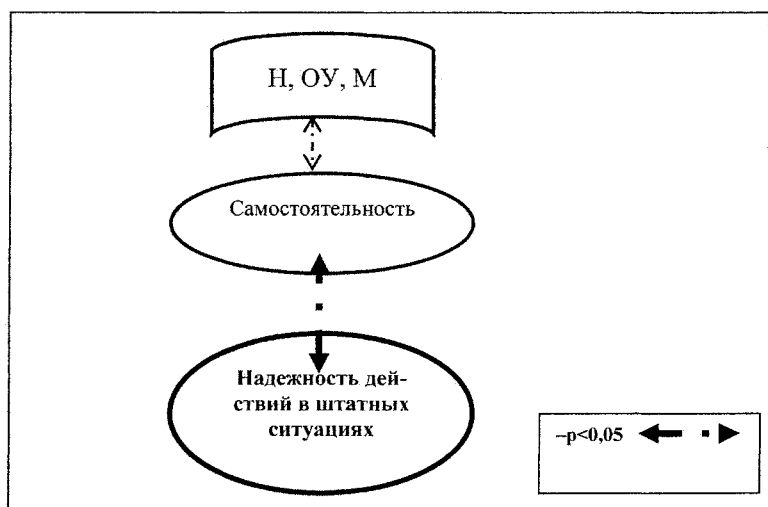 Н, ОУ, М
Самостоятельность
Надежность дей-
ствий в штатных
ситуациях
–p<0,05